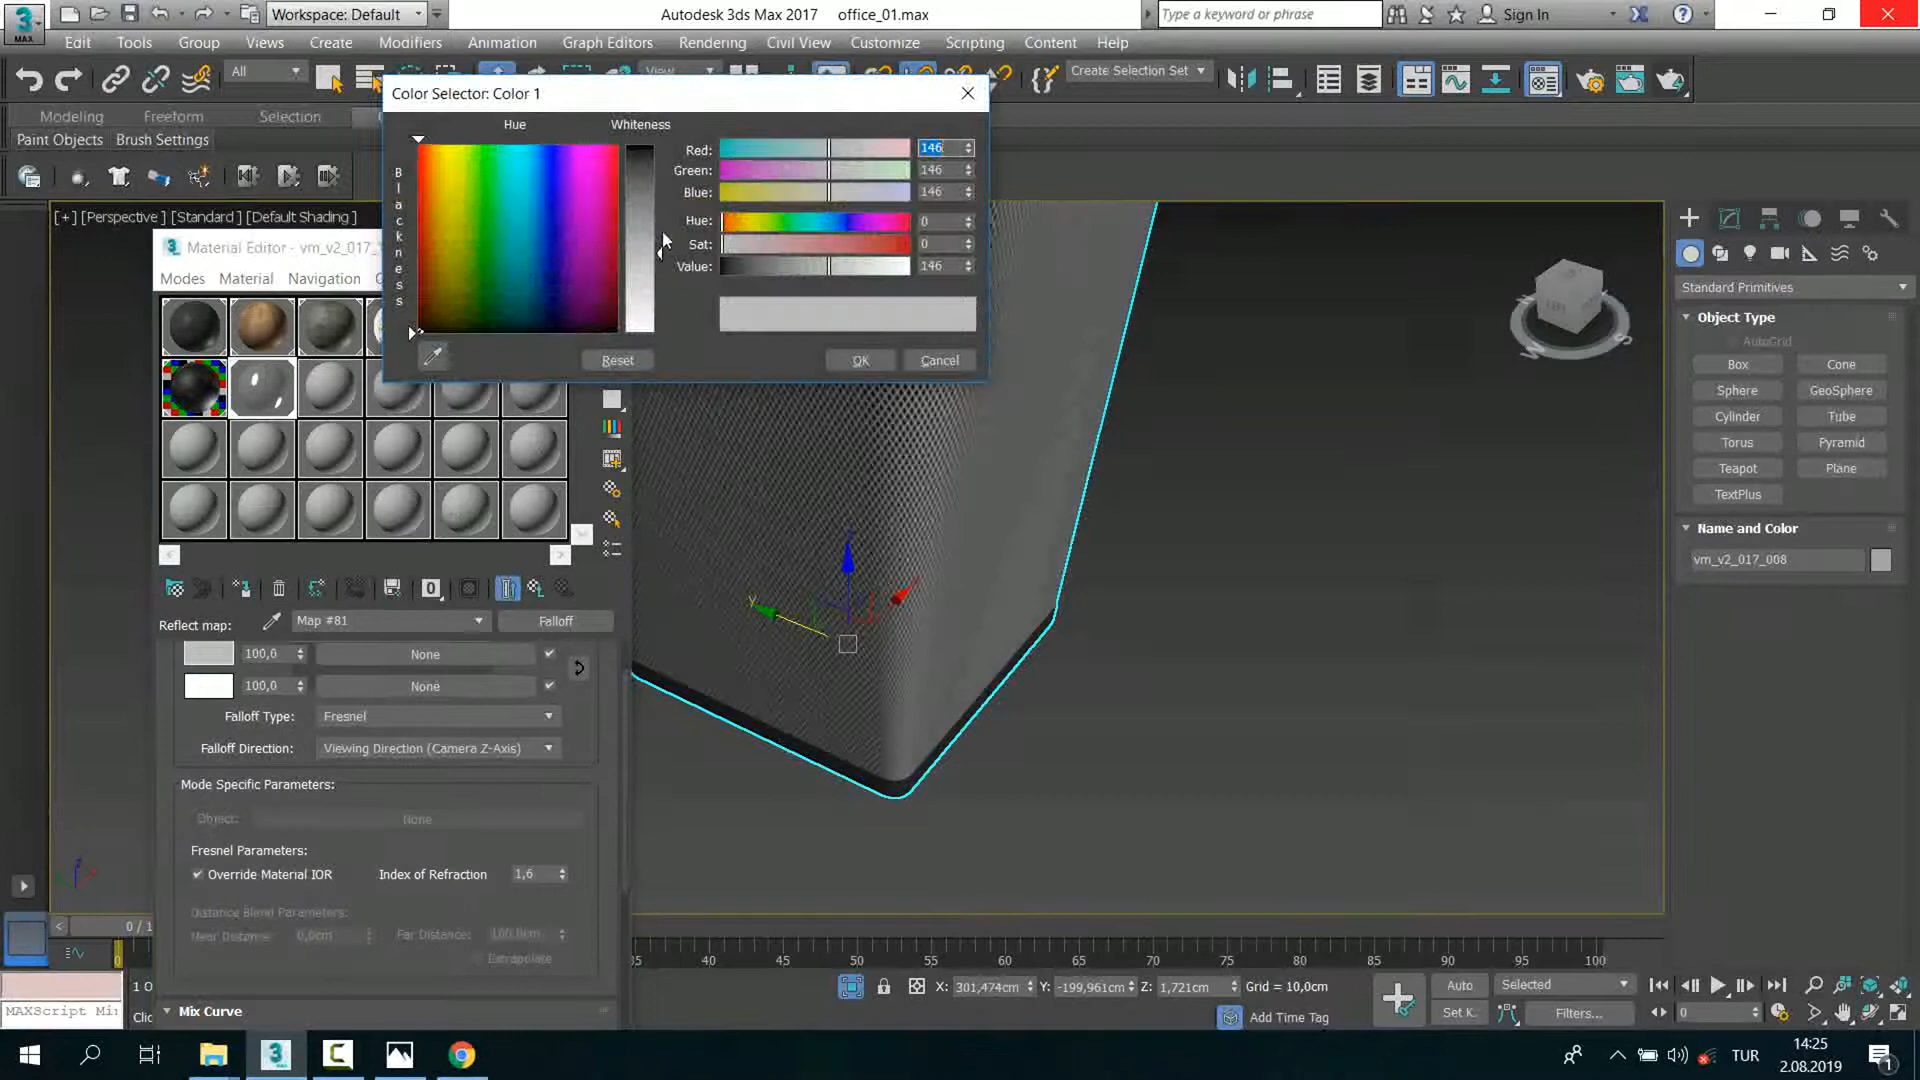 Workspace: Default
Autodesk 3ds Max 2017    office_01.max
Type a keyword or phrase
Sign In
MAX
Edit Tools Group Views Create Modifiers Animation Graph Editors Rendering Civil View Customize Scripting Content Help
All
View
Create Selection Set
Modeling Freeform Selection
Paint Objects Brush Settings
Color Selector: Color 1
Hue
Whiteness
Blackness
Red: 146
Green: 146
Blue: 146
Hue: 0
Sat: 0
Value: 146
Reset
OK
Cancel
[+] [Perspective ] [Standard ] [Default Shading ]
Material Editor - vm_v2_017_
Modes Material Navigation
Reflect map:
Map #81
Falloff
100,0
None
100,0
None
Falloff Type:
Fresnel
Falloff Direction:
Viewing Direction (Camera Z-Axis)
Mode Specific Parameters:
Object:
None
Fresnel Parameters:
Override Material IOR
Index of Refraction
1,6
Distance Blend Parameters:
Near Distance:
0,0cm
Far Distance:
100,0cm
Extrapolate
Mix Curve
Standard Primitives
Object Type
AutoGrid
Box
Cone
Sphere
GeoSphere
Cylinder
Tube
Torus
Pyramid
Teapot
Plane
TextPlus
Name and Color
vm_v2_017_008
0 / 1
0
40 45 50 55 60 65 70 75 80 85 90 95 100
1 O
MAXScript Mi
Clic
X: 301,474cm
Y: -199,961cm
Z: 1,721cm
Grid = 10,0cm
Add Time Tag
Auto
Selected
Set K.
Filters...
0
TUR
14:25
2.08.2019
1